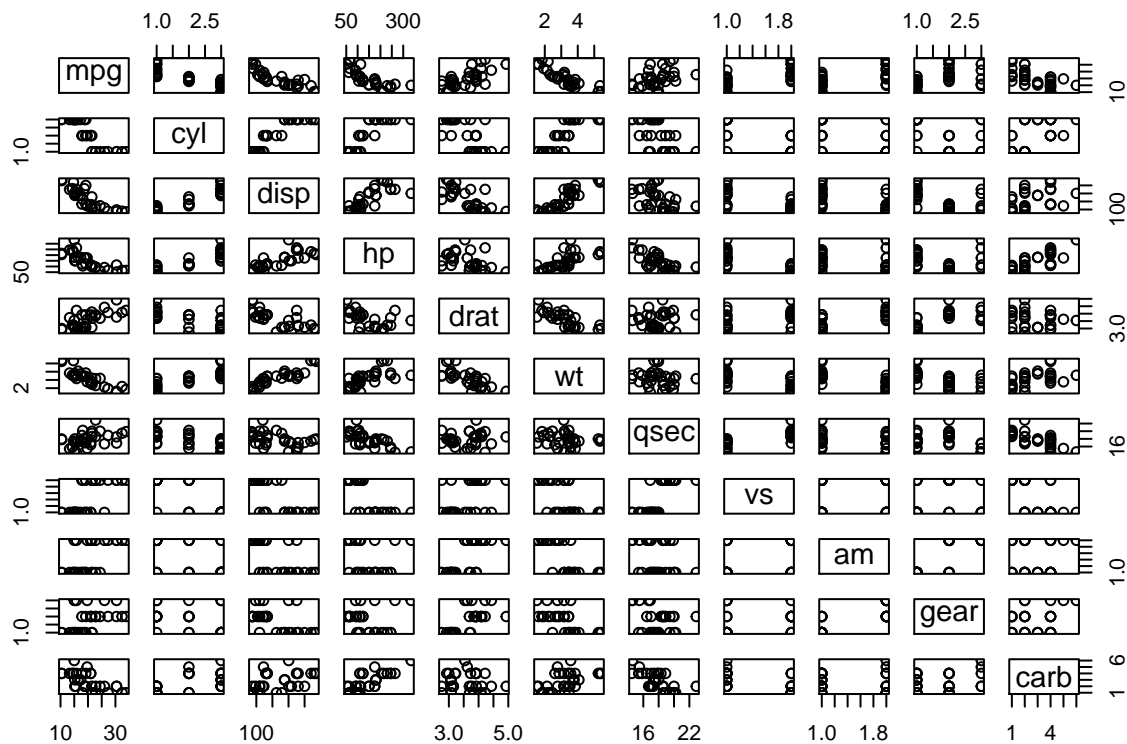 1.0 2.5 50 300 2 4 1.0 1.8 1.0 2.5
mpg 10
1.0 cyl
disp 100
50 hp
drat 3.0
2 wt
qsec 16
1.0 vs
am 1.0
1.0 gear
carb 1 6
10 30 100 3.0 5.0 16 22 1.0 1.8 1 4